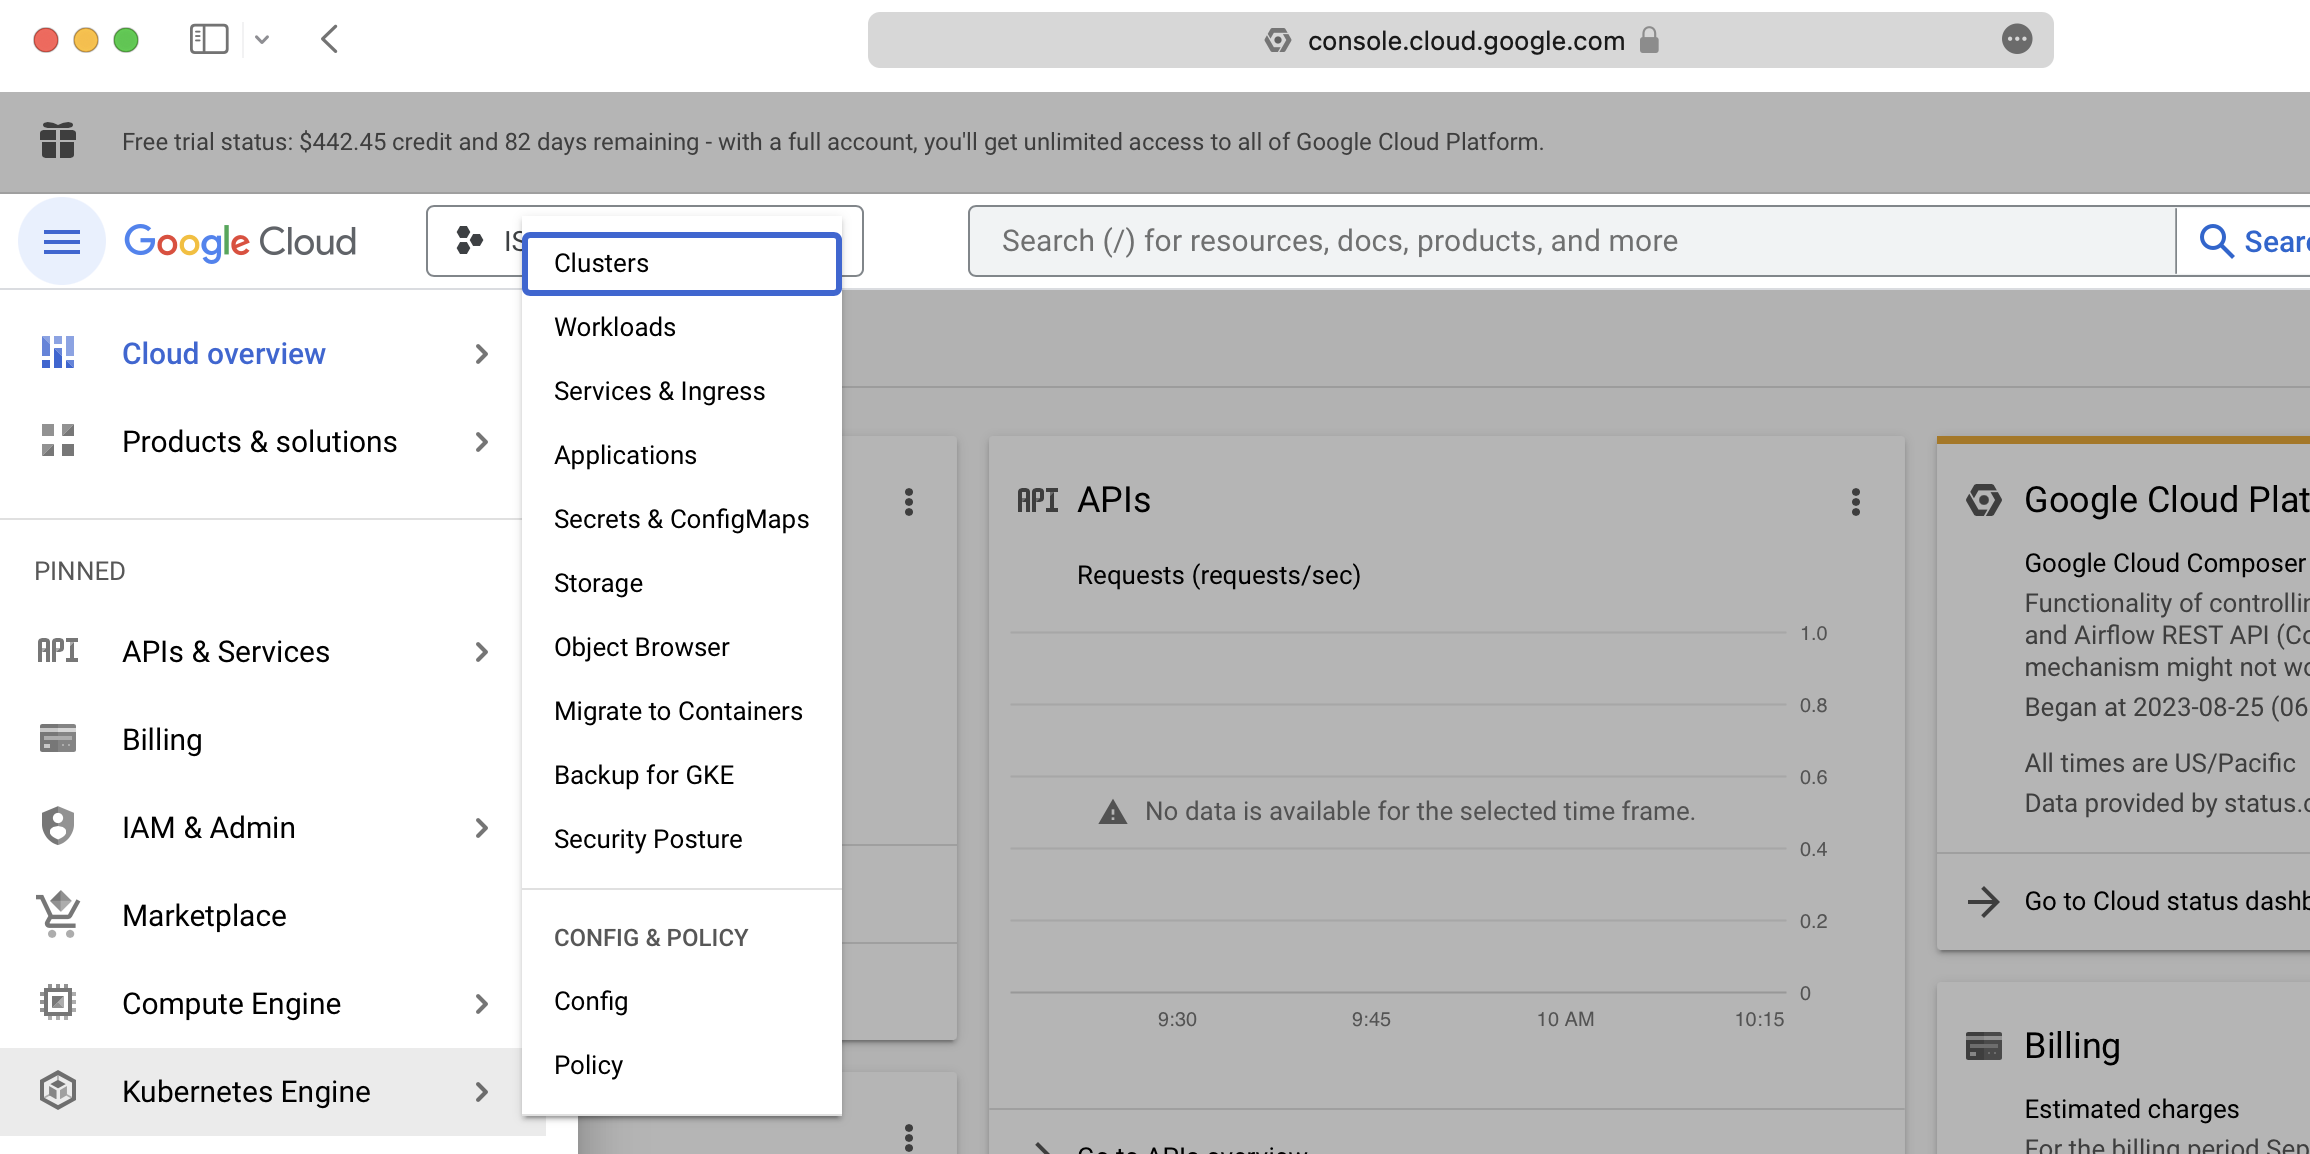 console.cloud.google.com
Free trial status: $442.45 credit and 82 days remaining - with a full account, you'll get unlimited access to all of Google Cloud Platform.
Google Cloud
IS
Search (/) for resources, docs, products, and more
Sear
Cloud overview
Products & solutions
PINNED
API APIs & Services
Billing
IAM & Admin
Marketplace
Compute Engine
Kubernetes Engine
Clusters
Workloads
Services & Ingress
Applications
Secrets & ConfigMaps
Storage
Object Browser
Migrate to Containers
Backup for GKE
Security Posture
CONFIG & POLICY
Config
Policy
API APIs
Requests (requests/sec)
1.0
0.8
0.6
No data is available for the selected time frame.
0.4
0.2
0
9:30 9:45 10 AM 10:15
Go to APIs overview
Google Cloud Plat
Google Cloud Composer
Functionality of controllin
and Airflow REST API (Co
mechanism might not wo
Began at 2023-08-25 (06
All times are US/Pacific
Data provided by status.c
Go to Cloud status dashb
Billing
Estimated charges
For the billing period Sep